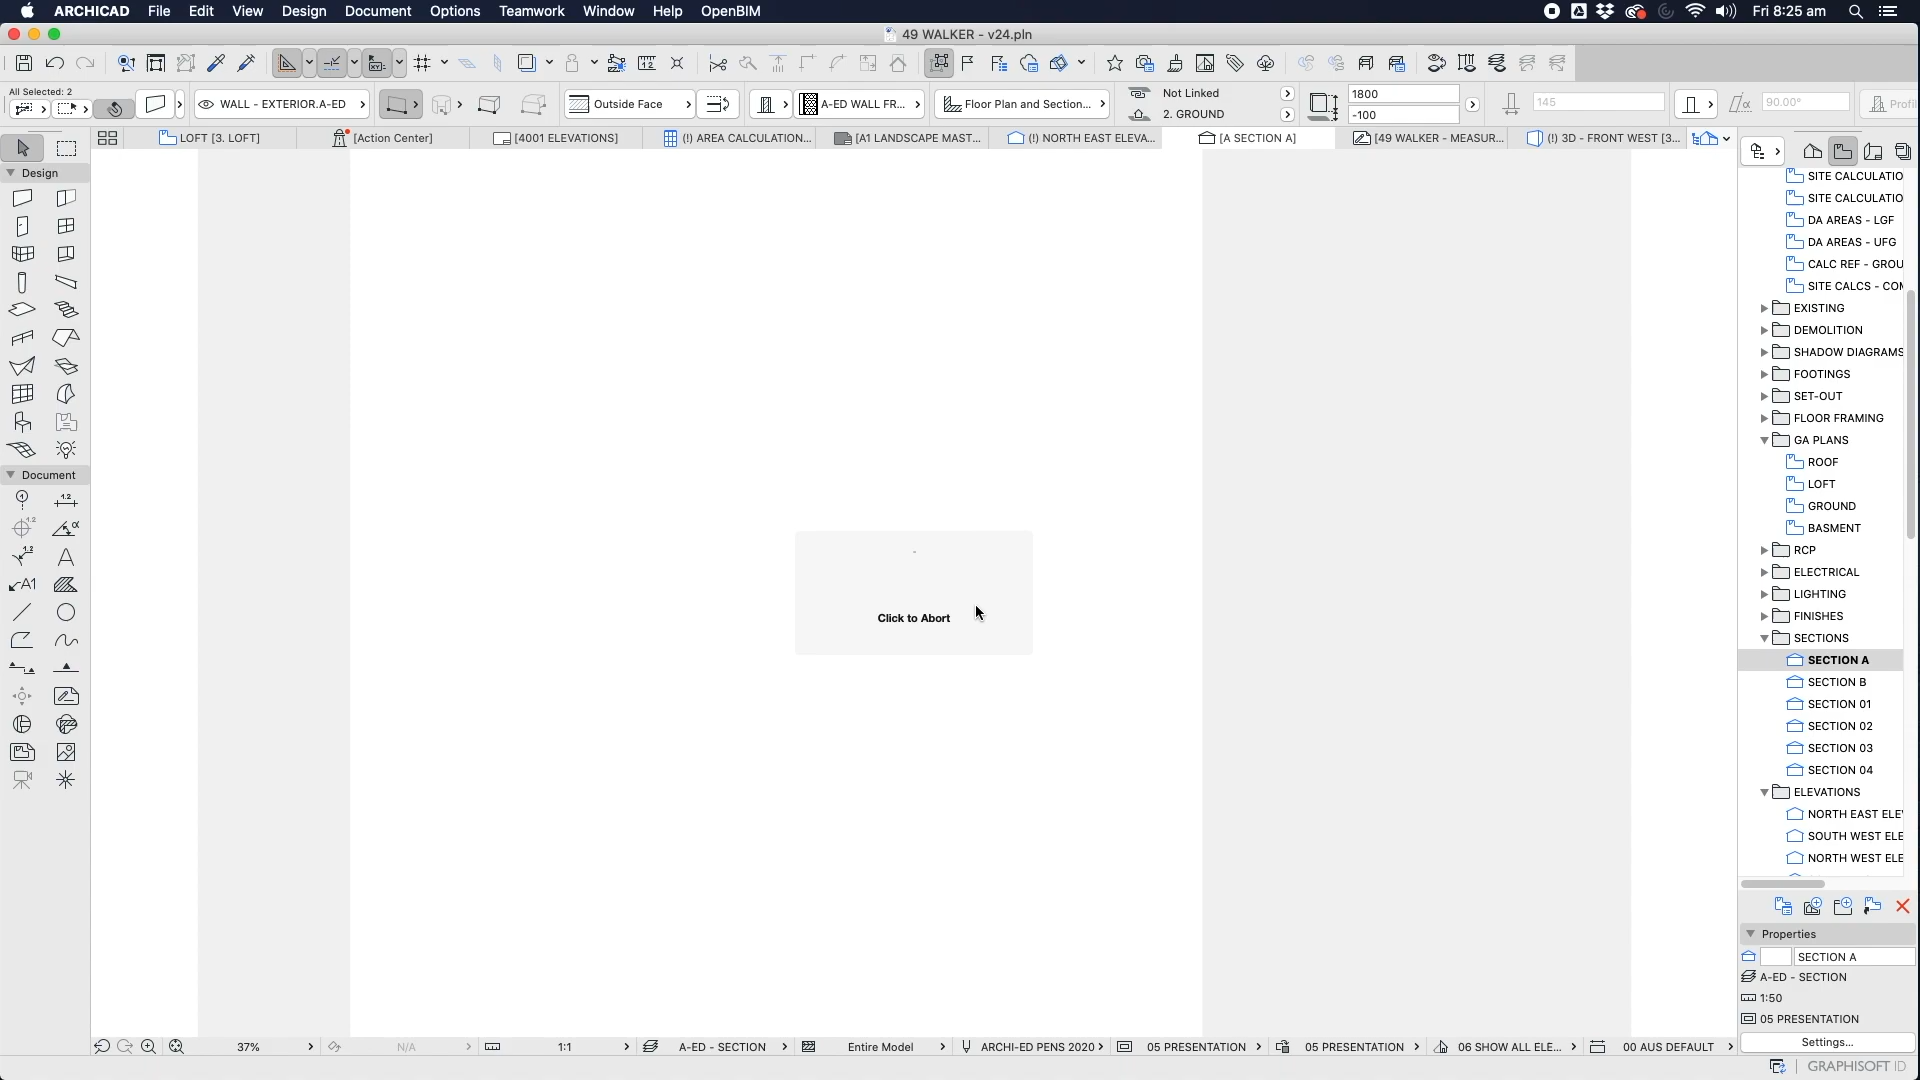 ARCHICAD File Edit View Design Document Options Teamwork Window Help OpenBIM Fri 8:25 am
49 WALKER - v24.pln
All Selected: 2
WALL - EXTERIOR.A-ED
Outside Face
A-ED WALL FR...
Floor Plan and Section...
Not Linked
2. GROUND
1800
-100
145
90.00°
Profil
LOFT [3. LOFT]
[Action Center]
[4001 ELEVATIONS]
(!) AREA CALCULATION...
[A1 LANDSCAPE MAST...
(!) NORTH EAST ELEVA...
[A SECTION A]
[49 WALKER - MEASUR...
(!) 3D - FRONT WEST [3...
Design
Document
Click to Abort
SITE CALCULATIO
SITE CALCULATIO
DA AREAS - LGF
DA AREAS - UFG
CALC REF - GROU
SITE CALCS - COM
EXISTING
DEMOLITION
SHADOW DIAGRAMS
FOOTINGS
SET-OUT
FLOOR FRAMING
GA PLANS
ROOF
LOFT
GROUND
BASMENT
RCP
ELECTRICAL
LIGHTING
FINISHES
SECTIONS
SECTION A
SECTION B
SECTION 01
SECTION 02
SECTION 03
SECTION 04
ELEVATIONS
NORTH EAST ELE
SOUTH WEST ELE
NORTH WEST ELE
Properties
SECTION A
A-ED - SECTION
1:50
05 PRESENTATION
Settings...
37%
N/A
1:1
A-ED - SECTION
Entire Model
ARCHI-ED PENS 2020
05 PRESENTATION
05 PRESENTATION
06 SHOW ALL ELE...
00 AUS DEFAULT
GRAPHISOFT ID